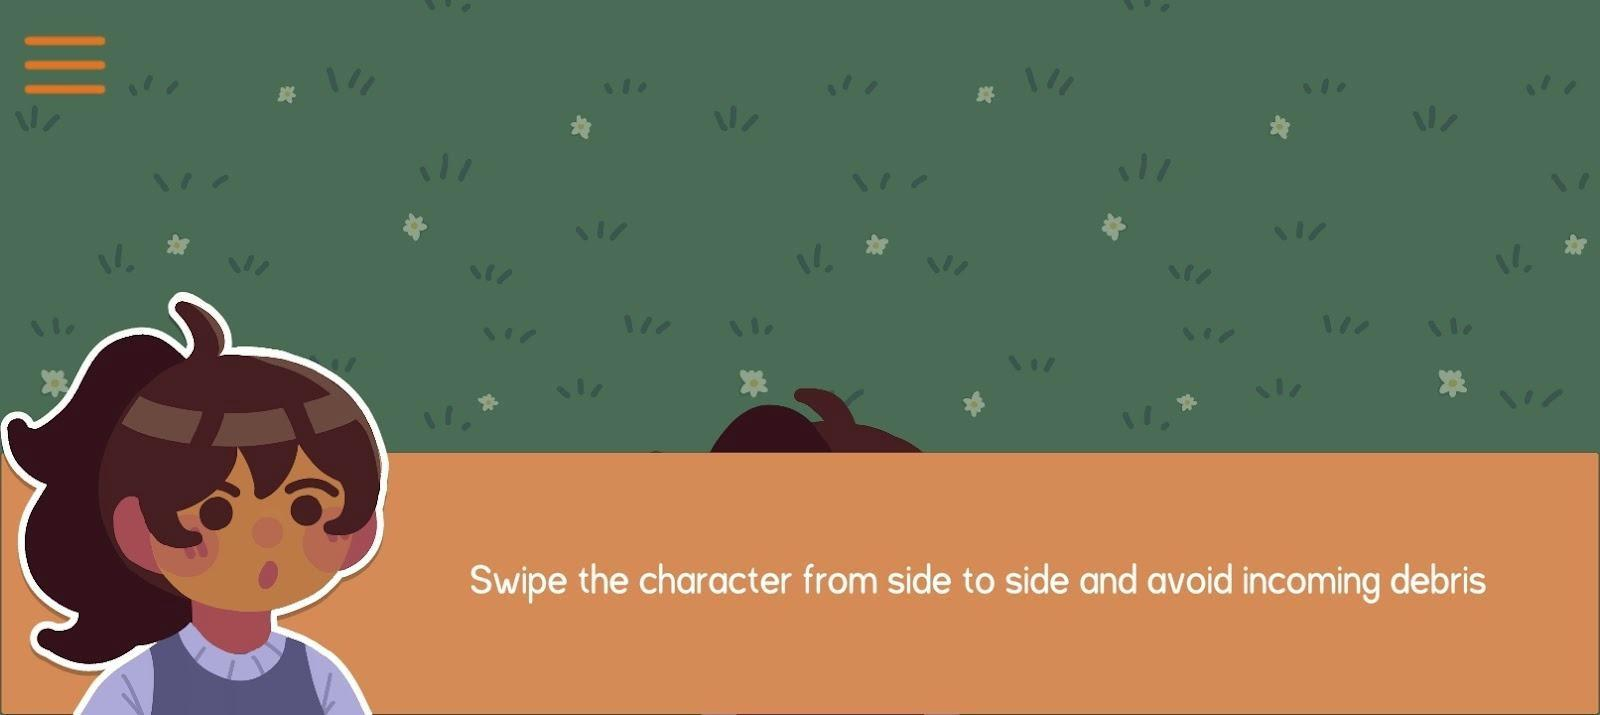 Swipe the character from side to side and avoid incoming debris